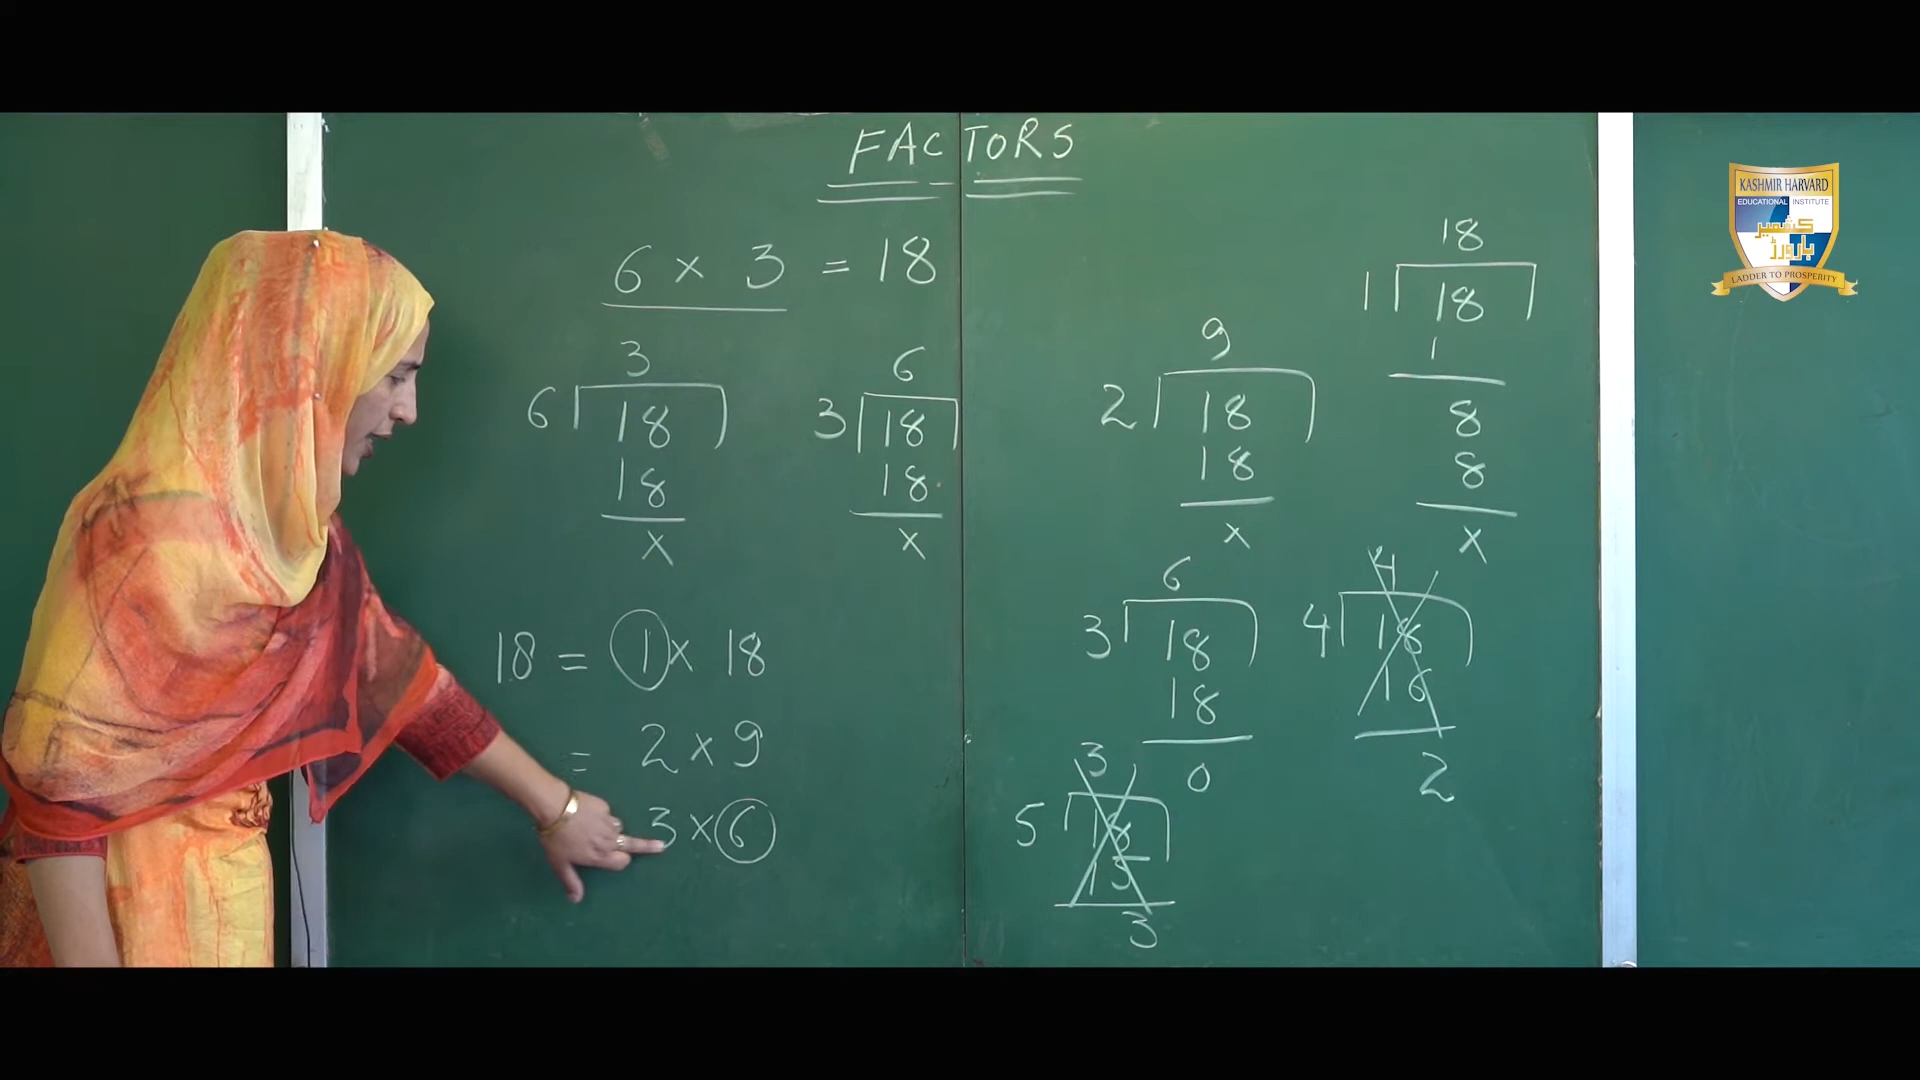 FACTORS
6 × 3 = 18
3
6 18
18
x
6
3 18
18
x
18 = 1 × 18
= 2 × 9
3 × 6
9
2 18
18
x
18
1 18
1
8
8
x
6
3 18
18
0
4
4 18
16
2
3
5 18
15
3
KASHMIR HARVARD
EDUCATIONAL INSTITUTE
کشمیر
ہارورڈ
LADDER TO PROSPERITY